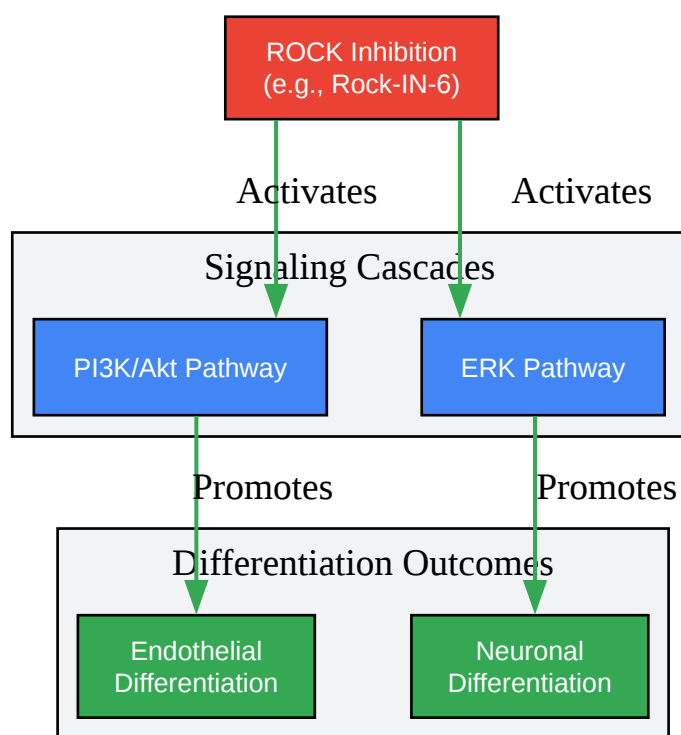 ROCK Inhibition
(e.g., Rock-IN-6)
Activates
Activates
Signaling Cascades
PI3K/Akt Pathway
ERK Pathway
Promotes
Promotes
Differentiation Outcomes
Endothelial
Differentiation
Neuronal
Differentiation